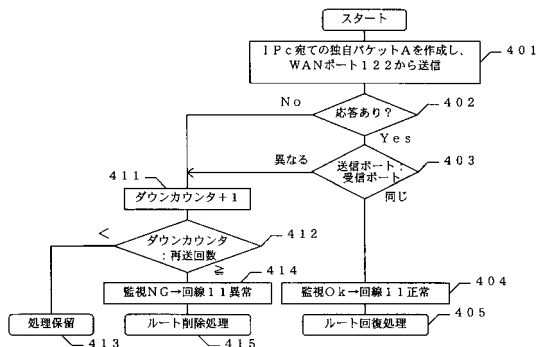 スタート
IPc宛ての独自パケットAを作成し、
WANポート122から送信
401
No
応答あり?
402
Yes
異なる
送信ポート:
受信ポート
403
同じ
411
ダウンカウンタ+1
<
ダウンカウンタ
:再送回数
412
≧
414
監視NG→回線11異常
監視Ok→回線11正常
404
処理保留
413
ルート削除処理
415
ルート回復処理
405